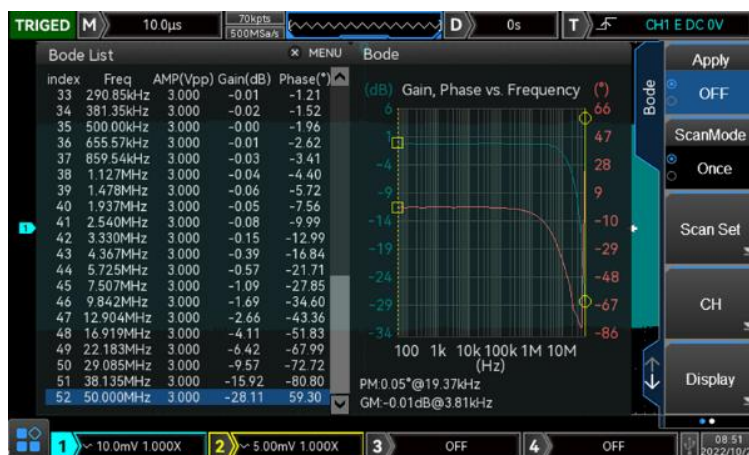 TRIGED M 10.0μs 70kpts 500MSa/s D 0s T CH1 E DC 0V
Bode List × MENU
index Freq AMP(Vpp) Gain(dB) Phase(°)
33 290.85kHz 3.000 -0.01 -1.21
34 381.35kHz 3.000 -0.02 -1.52
35 500.00kHz 3.000 -0.00 -1.96
36 655.57kHz 3.000 -0.01 -2.62
37 859.54kHz 3.000 -0.03 -3.41
38 1.127MHz 3.000 -0.04 -4.40
39 1.478MHz 3.000 -0.06 -5.72
40 1.937MHz 3.000 -0.05 -7.56
41 2.540MHz 3.000 -0.08 -9.99
42 3.330MHz 3.000 -0.15 -12.99
43 4.367MHz 3.000 -0.39 -16.84
44 5.725MHz 3.000 -0.57 -21.71
45 7.507MHz 3.000 -1.09 -27.85
46 9.842MHz 3.000 -1.69 -34.60
47 12.904MHz 3.000 -2.66 -43.36
48 16.919MHz 3.000 -4.11 -51.83
49 22.183MHz 3.000 -6.42 -67.99
50 29.085MHz 3.000 -9.57 -72.72
51 38.135MHz 3.000 -15.92 -80.80
52 50.000MHz 3.000 -28.11 59.30
Bode
(dB) Gain, Phase vs. Frequency (°)
6 66
1 47
-4 28
-9 9
-14 -10
-19 -29
-24 -48
-29 -67
-34 -86
100 1k 10k 100k 1M 10M
(Hz)
PM:0.05°@19.37kHz
GM:-0.01dB@3.81kHz
Bode
Apply
OFF
ScanMode
Once
Scan Set
CH
Display
1
1 10.0mV 1.000X 2 5.00mV 1.000X 3 OFF 4 OFF
08:51